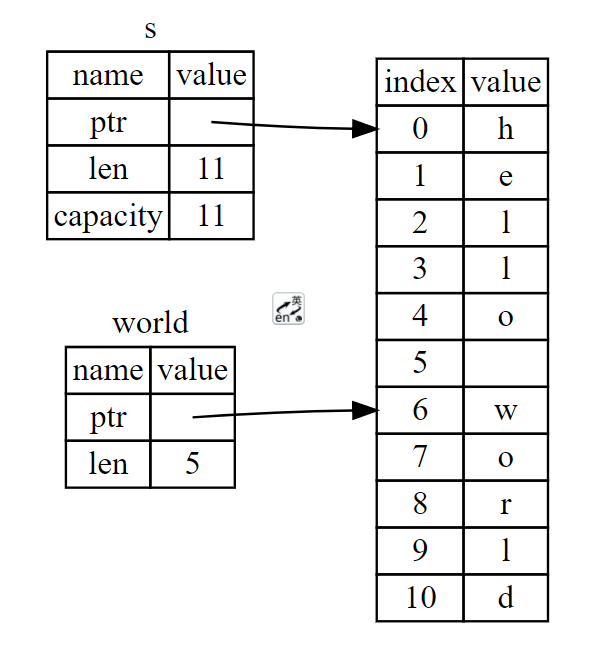 s
name value
ptr
len 11
capacity 11
world
name value
ptr
len 5
英
en
index value
0 h
1 e
2 l
3 l
4 o
5
6 w
7 o
8 r
9 l
10 d